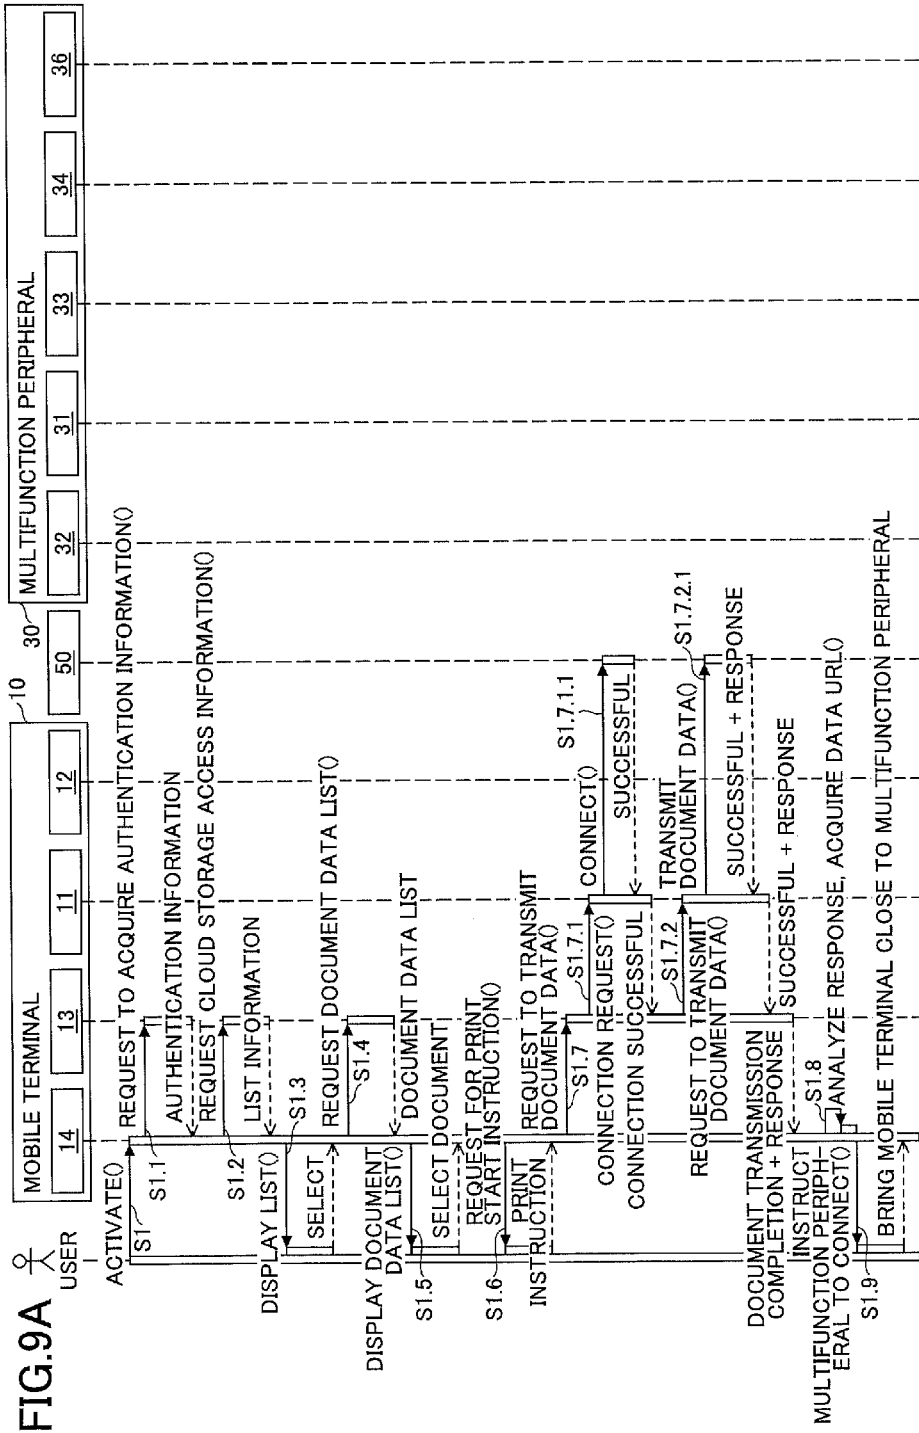 FIG.9A
USER
MOBILE TERMINAL
10
14
13
11
12
50
30
MULTIFUNCTION PERIPHERAL
32
31
33
34
36
ACTIVATE()
S1
REQUEST TO ACQUIRE AUTHENTICATION INFORMATION()
S1.1
AUTHENTICATION INFORMATION
REQUEST CLOUD STORAGE ACCESS INFORMATION()
S1.2
LIST INFORMATION
DISPLAY LIST()
S1.3
SELECT
REQUEST DOCUMENT DATA LIST()
S1.4
DOCUMENT DATA LIST
DISPLAY DOCUMENT
DATA LIST()
S1.5
SELECT DOCUMENT
REQUEST FOR PRINT
START INSTRUCTION()
S1.6
PRINT
INSTRUCTION
REQUEST TO TRANSMIT
DOCUMENT DATA()
S1.7
CONNECTION REQUEST()
S1.7.1
CONNECT()
S1.7.1.1
SUCCESSFUL
CONNECTION SUCCESSFUL
REQUEST TO TRANSMIT
DOCUMENT DATA()
S1.7.2
TRANSMIT
DOCUMENT DATA()
S1.7.2.1
SUCCESSFUL + RESPONSE
SUCCESSFUL + RESPONSE
DOCUMENT TRANSMISSION
COMPLETION + RESPONSE
S1.8
ANALYZE RESPONSE, ACQUIRE DATA URL()
INSTRUCT
MULTIFUNCTION PERIPH-
ERAL TO CONNECT()
S1.9
BRING MOBILE TERMINAL CLOSE TO MULTIFUNCTION PERIPHERAL